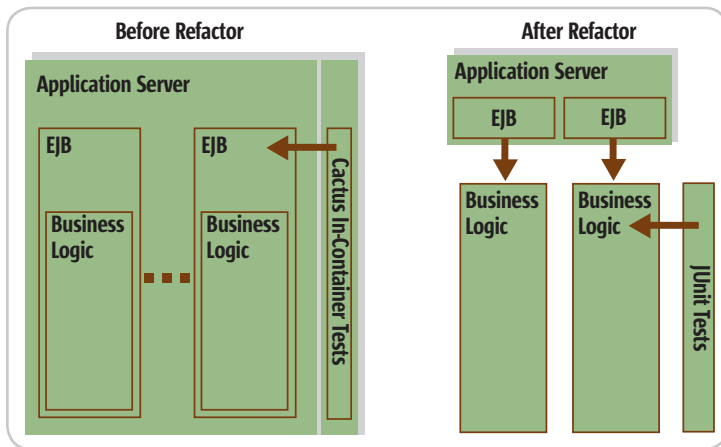 Before Refactor
Application Server
EJB
Business
Logic
EJB
Business
Logic
Cactus In-Container Tests
After Refactor
Application Server
EJB
EJB
Business
Logic
Business
Logic
JUnit Tests